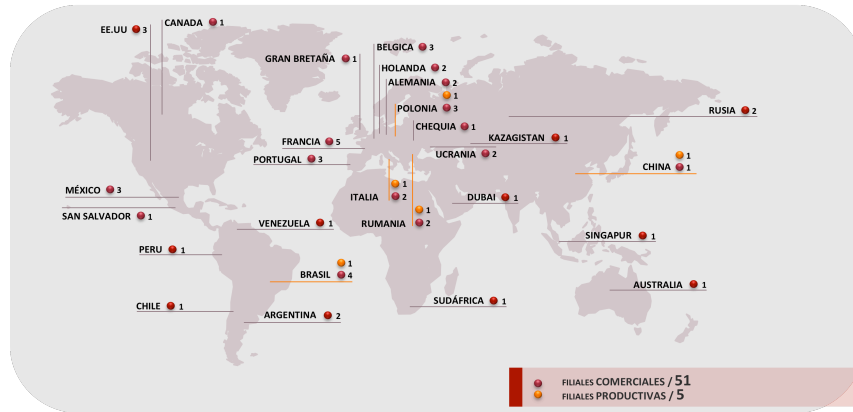 CANADA 1
EE.UU 3
BELGICA 3
GRAN BRETAÑA 1
HOLANDA 2
ALEMANIA 2
1
POLONIA 3
RUSIA 2
CHEQUIA 1
KAZAGISTAN 1
FRANCIA 5
UCRANIA 2
PORTUGAL 3
1
CHINA 1
MÉXICO 3
1
ITALIA 2
DUBAI 1
SAN SALVADOR 1
1
RUMANIA 2
VENEZUELA 1
SINGAPUR 1
PERU 1
1
BRASIL 4
AUSTRALIA 1
SUDÁFRICA 1
CHILE 1
ARGENTINA 2
FILIALES COMERCIALES / 51
FILIALES PRODUCTIVAS / 5